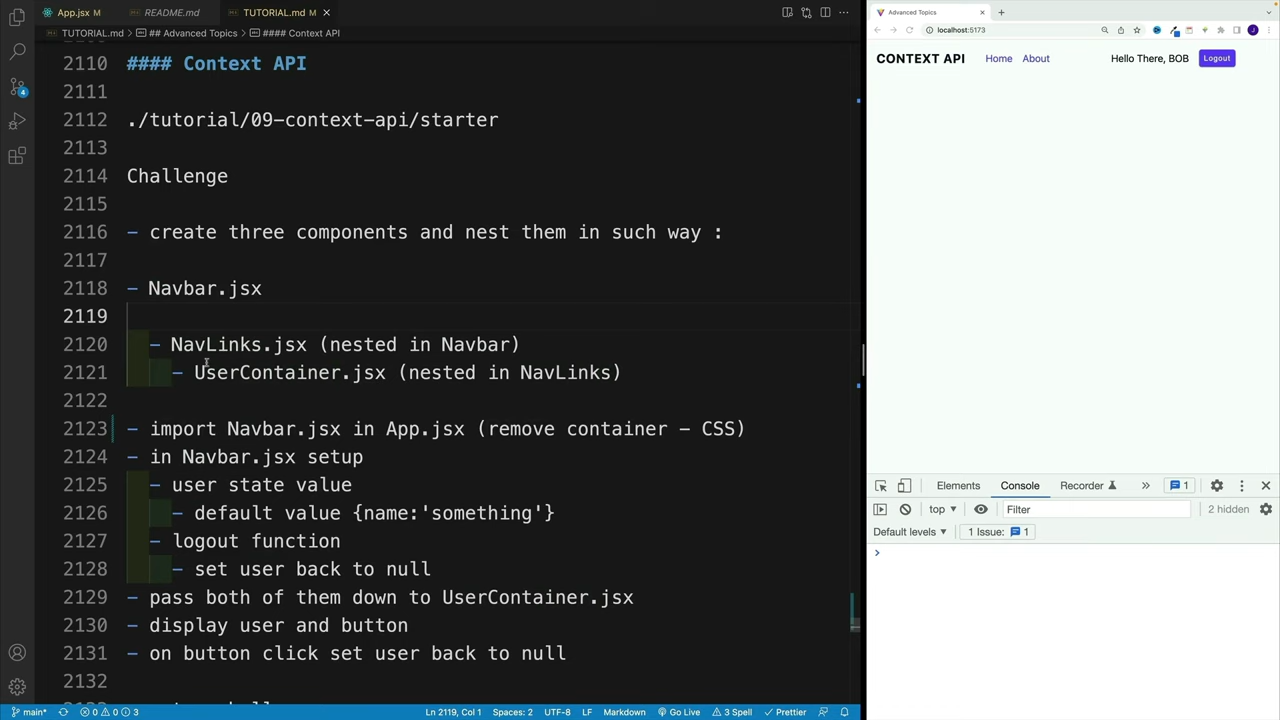 App.jsx M
README.md M
TUTORIAL.md M
TUTORIAL.md > ## Advanced Topics > #### Context API
2110 #### Context API
2111
2112 ./tutorial/09-context-api/starter
2113
2114 Challenge
2115
2116 - create three components and nest them in such way :
2117
2118 - Navbar.jsx
2119
2120 - NavLinks.jsx (nested in Navbar)
2121 - UserContainer.jsx (nested in NavLinks)
2122
2123 - import Navbar.jsx in App.jsx (remove container - CSS)
2124 - in Navbar.jsx setup
2125 - user state value
2126 - default value {name:'something'}
2127 - logout function
2128 - set user back to null
2129 - pass both of them down to UserContainer.jsx
2130 - display user and button
2131 - on button click set user back to null
2132
4
main* 0 0 3
Ln 2119, Col 1 Spaces: 2 UTF-8 LF Markdown Go Live 3 Spell Prettier
Advanced Topics
localhost:5173
J
CONTEXT API Home About Hello There, BOB Logout
Elements Console Recorder 1
top Filter 2 hidden
Default levels 1 Issue: 1